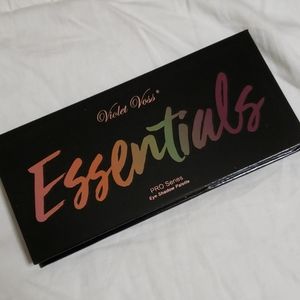 Violet Voss®
Essentials
PRO Series
Eye Shadow Palette